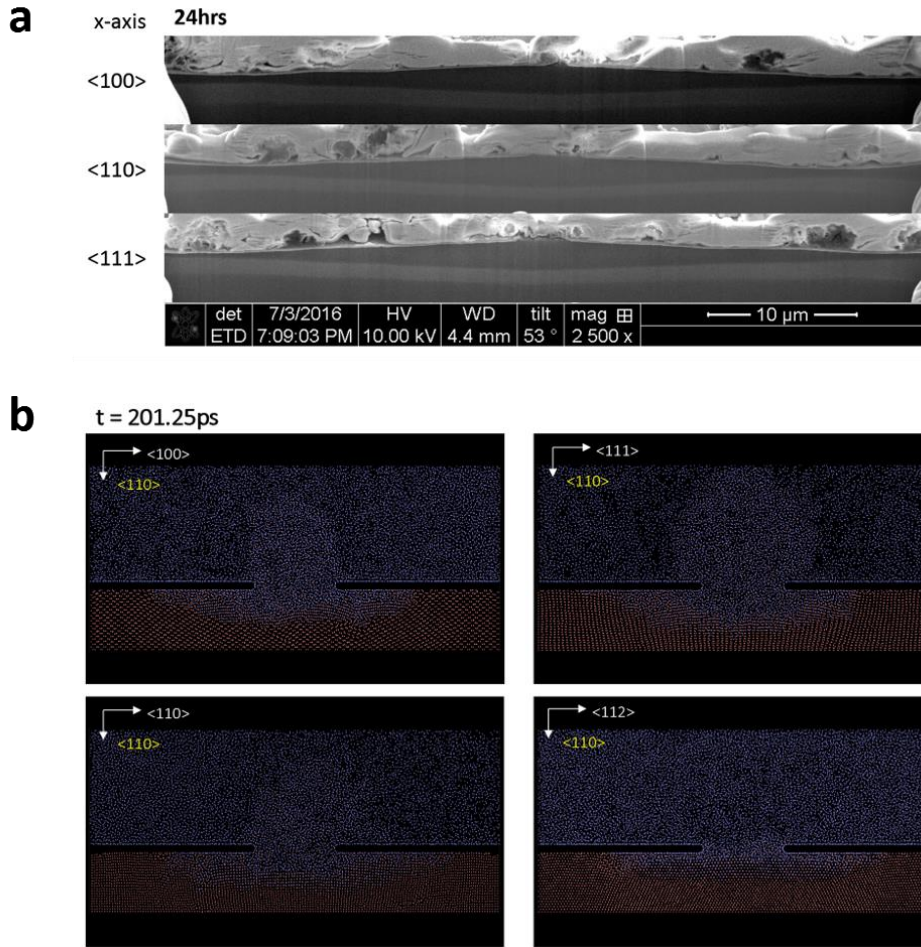 a
x-axis 24hrs
<100>
<110>
<111>
det 7/3/2016 HV WD tilt mag
ETD 7:09:03 PM 10.00 kV 4.4 mm 53 ° 2 500 x 10 µm
b
t = 201.25ps
<100> <111>
<110> <110>
<110> <112>
<110> <110>